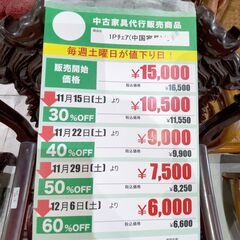 中古家具代行販売商品
1Pチェア(中国家具)
毎週土曜日が値下り日!
販売開始価格
¥15,000
税込価格
¥16,500
11月15日(土)より
30%OFF
¥10,500
税込価格
¥11,550
11月22日(土)より
40%OFF
¥9,000
税込価格
¥9,900
11月29日(土)より
50%OFF
¥7,500
税込価格
¥8,250
12月6日(土)より
60%OFF
¥6,000
税込価格
¥6,600